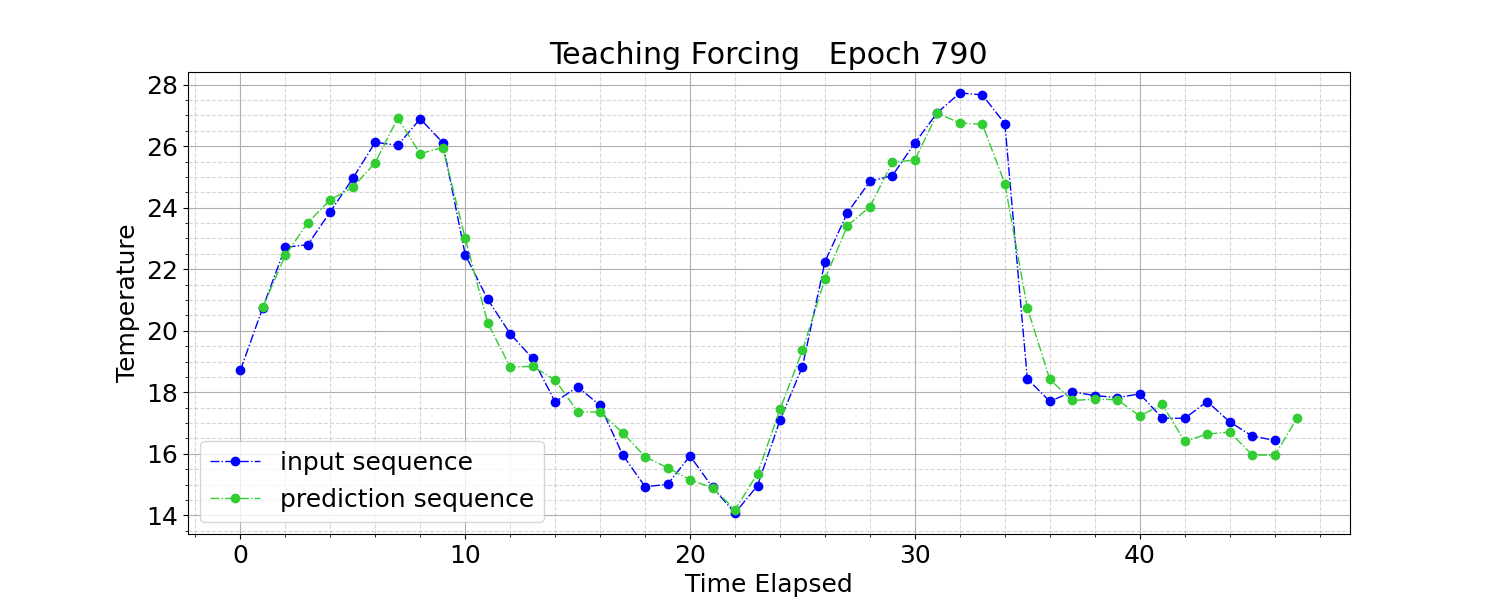 Teaching Forcing   Epoch 790
28
26
24
22
20
18
16
14
Temperature
input sequence
prediction sequence
0 10 20 30 40
Time Elapsed